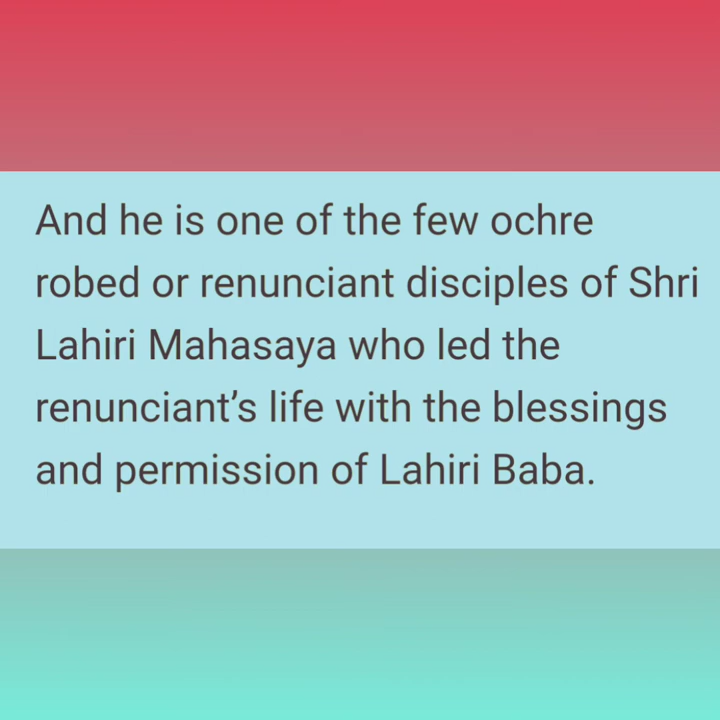 And he is one of the few ochre
robed or renunciant disciples of Shri
Lahiri Mahasaya who led the
renunciant’s life with the blessings
and permission of Lahiri Baba.